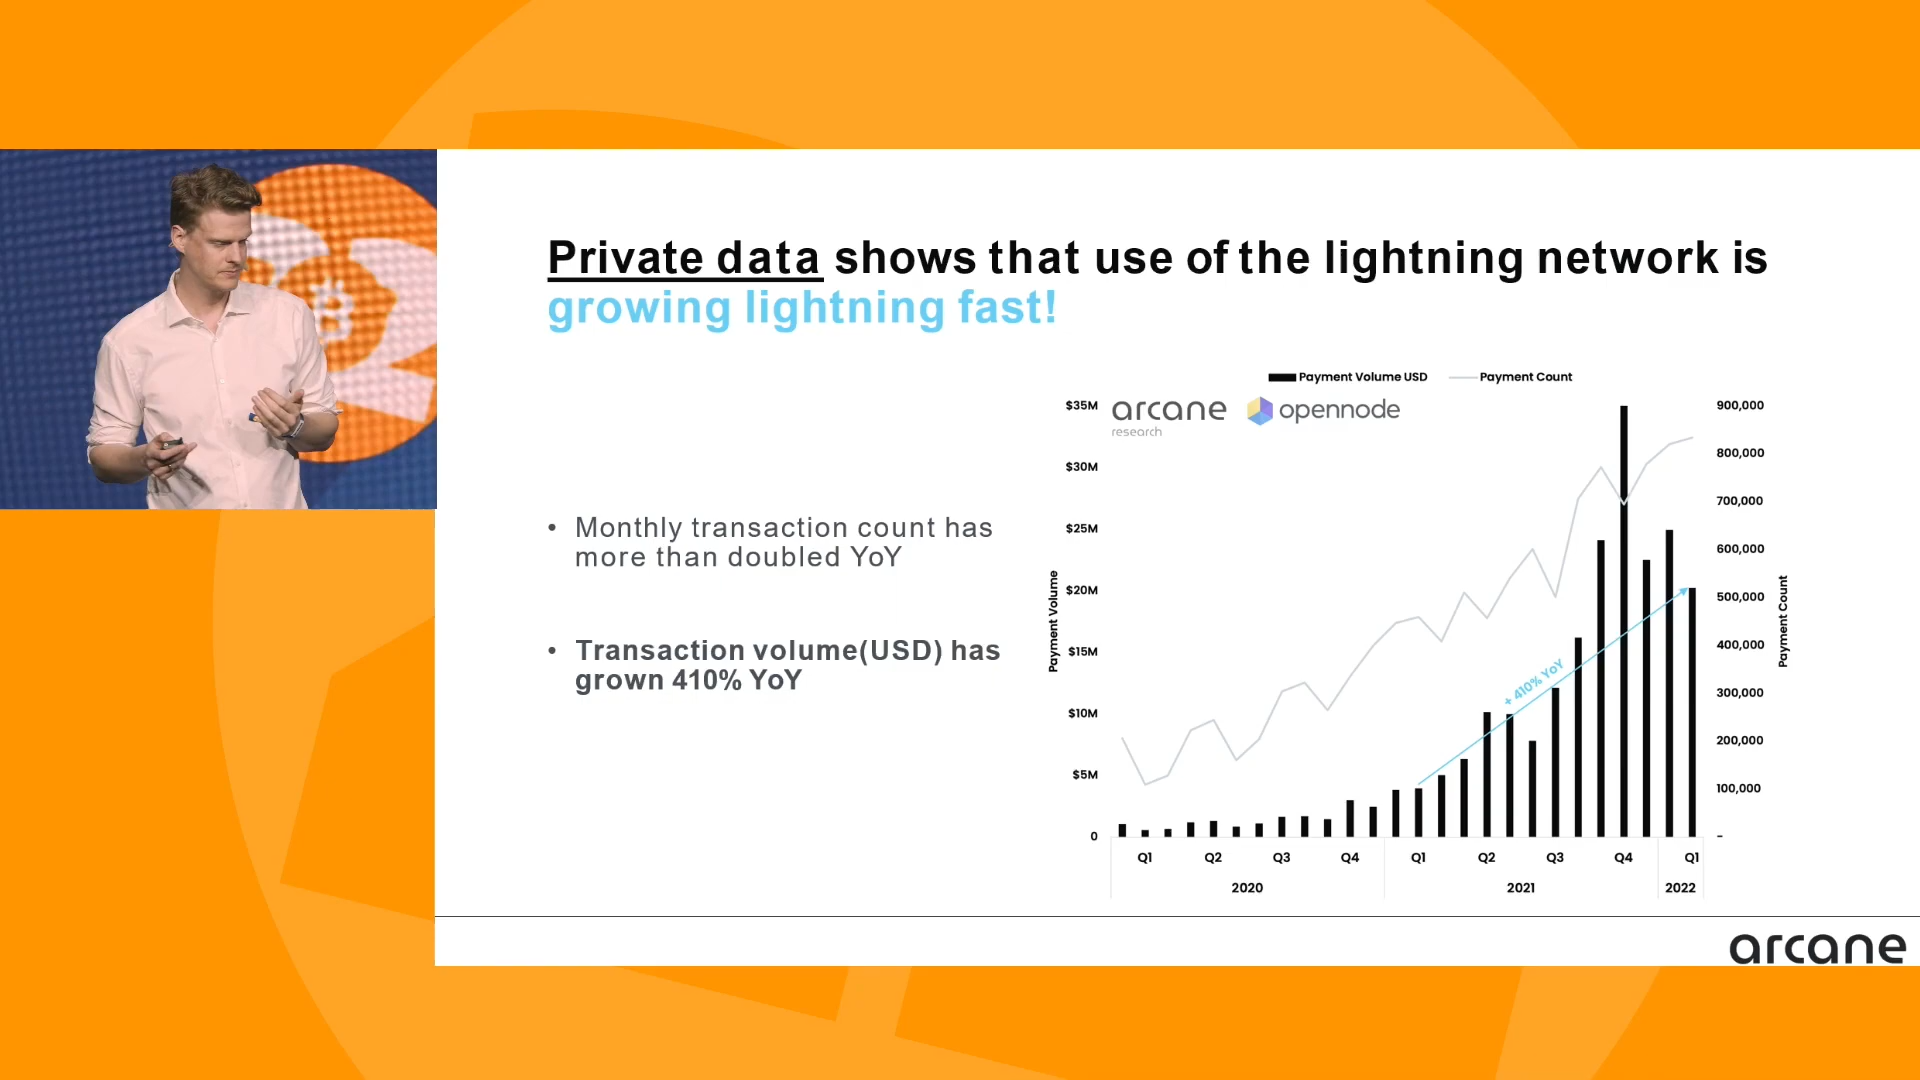 Private data shows that use of the lightning network is
growing lightning fast!
• Monthly transaction count has
more than doubled YoY
• Transaction volume(USD) has
grown 410% YoY
Payment Volume USD
Payment Count
arcane
research
opennode
$35M
$30M
$25M
$20M
$15M
$10M
$5M
0
Payment Volume
900,000
800,000
700,000
600,000
500,000
400,000
300,000
200,000
100,000
-
Payment Count
+ 410% YoY
Q1 Q2 Q3 Q4 Q1 Q2 Q3 Q4 Q1
2020 2021 2022
arcane